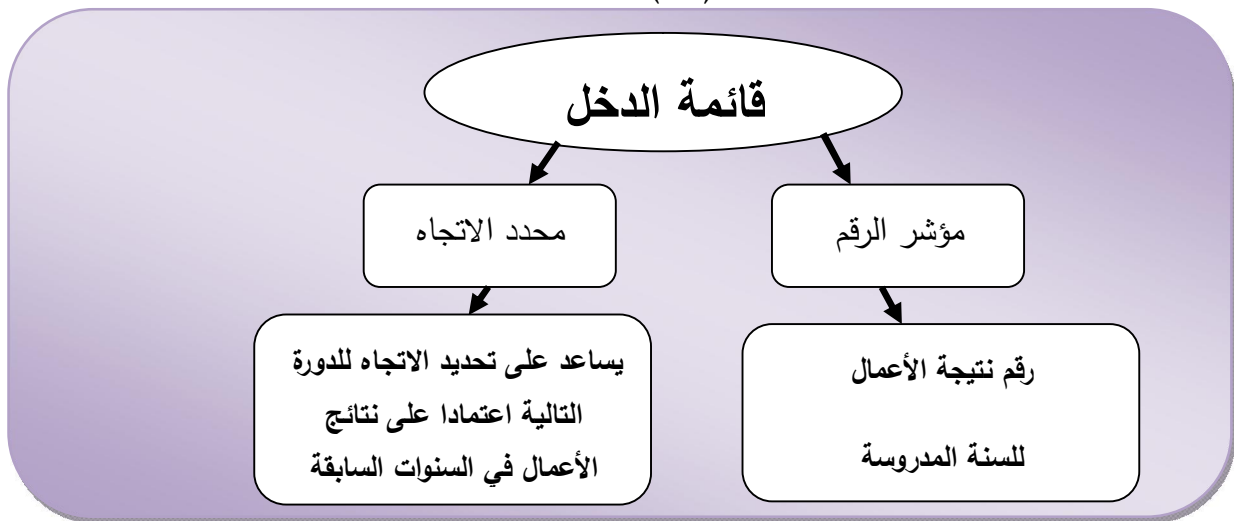 قائمة الدخل
مؤشر الرقم
محدد الاتجاه
رقم نتيجة الأعمال
للسنة المدروسة
يساعد على تحديد الاتجاه للدورة
التالية اعتمادا على نتائج
الأعمال في السنوات السابقة